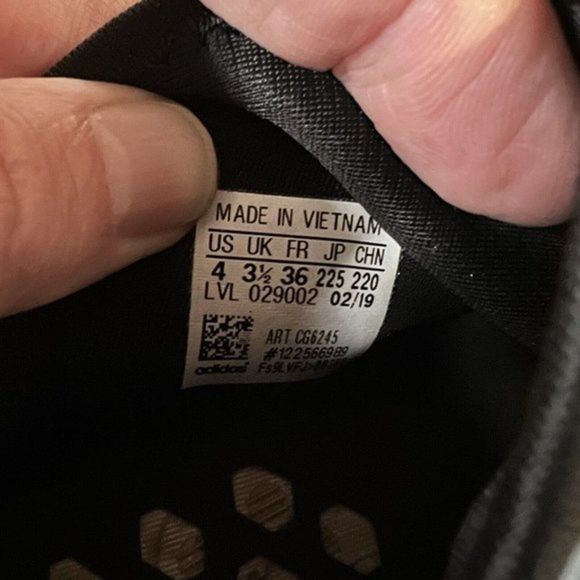 MADE IN VIETNAM
US UK FR JP CHN
4 3½ 36 225 220
LVL 029002 02/19
ART CG6245
#122566989
adidas